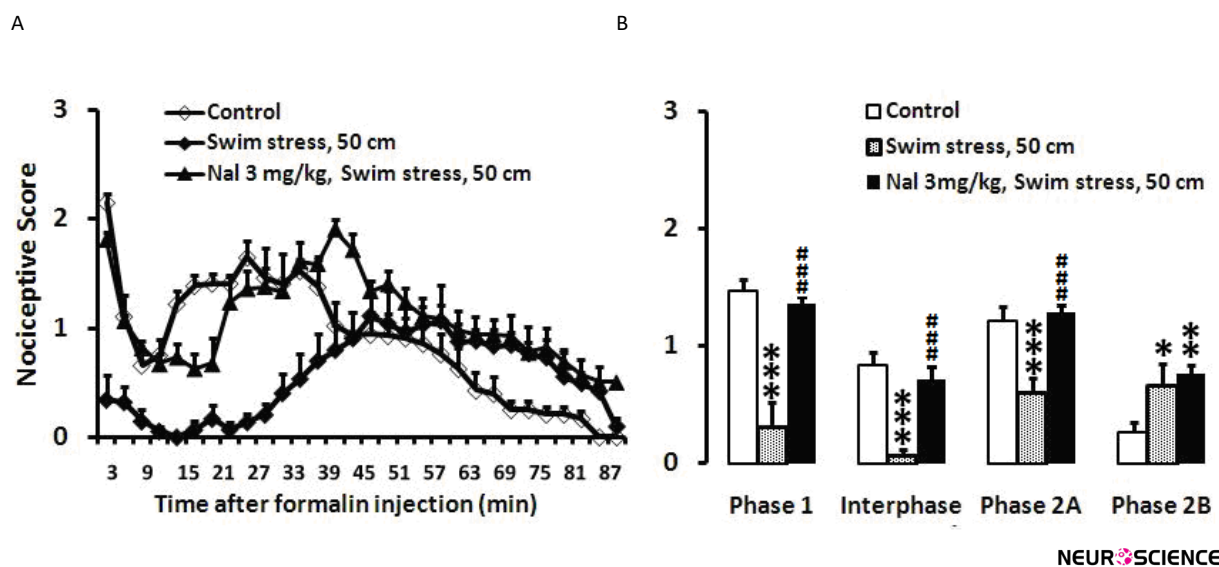 A
B
Nociceptive Score
3
2
1
0
Control
Swim stress, 50 cm
Nal 3 mg/kg, Swim stress, 50 cm
3 9 15 21 27 33 39 45 51 57 63 69 75 81 87
Time after formalin injection (min)
3
2
1
0
Control
Swim stress, 50 cm
Nal 3mg/kg, Swim stress, 50 cm
***
###
***
###
***
###
*
**
Phase 1 Interphase Phase 2A Phase 2B
NEUROSCIENCE